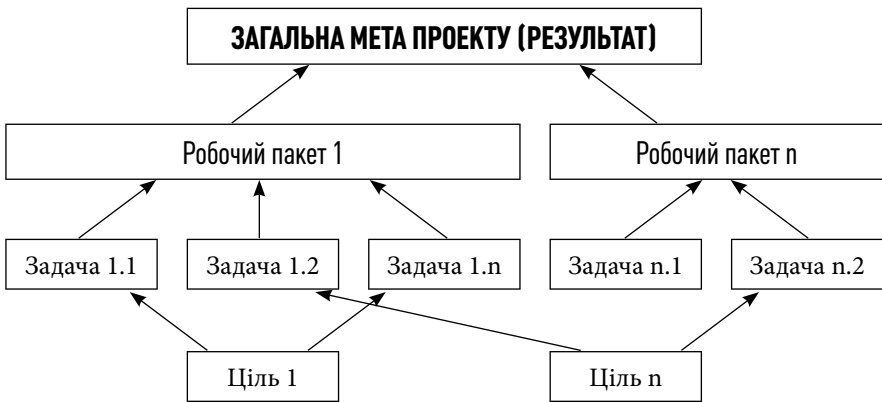 ЗАГАЛЬНА МЕТА ПРОЕКТУ (РЕЗУЛЬТАТ)
Робочий пакет 1
Робочий пакет n
Задача 1.1
Задача 1.2
Задача 1.n
Задача n.1
Задача n.2
Ціль 1
Ціль n